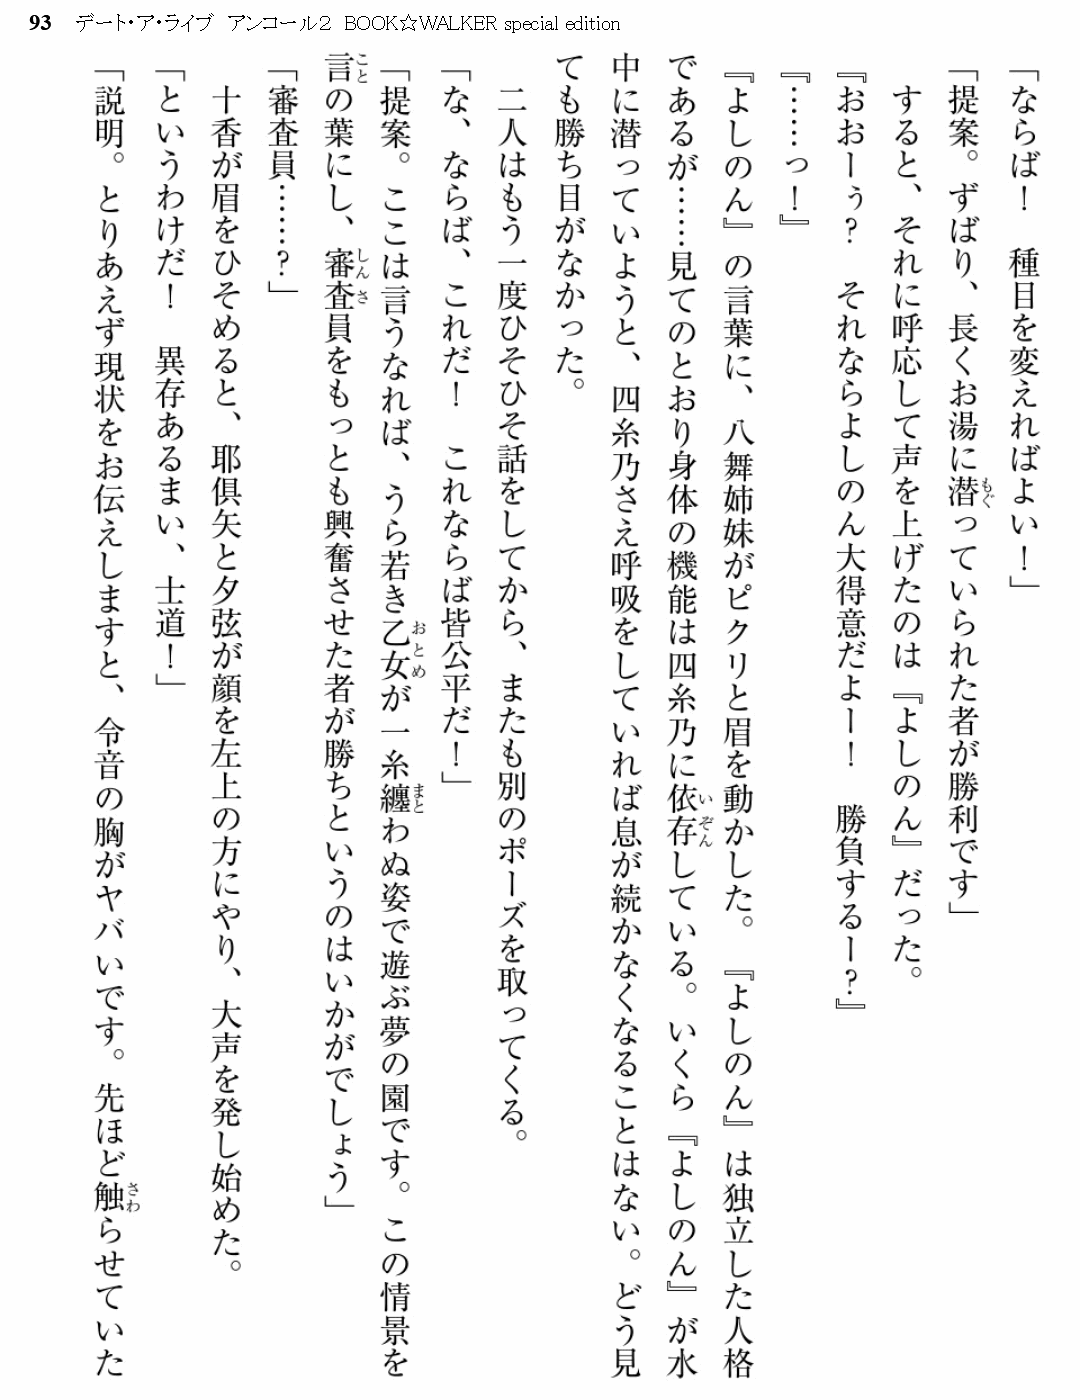 93 デート・ア・ライブ アンコール2 BOOK☆WALKER special edition
「ならば！　種目を変えればよい！」
「提案。ずばり、長くお湯に潜っていられた者が勝利です」
　すると、それに呼応して声を上げたのは『よしのん』だった。
『おおーぅ？　それならよしのん大得意だよー！　勝負するー？』
『……っ！』
『よしのん』の言葉に、八舞姉妹がピクリと眉を動かした。『よしのん』は独立した人格
であるが……見てのとおり身体の機能は四糸乃に依存している。いくら『よしのん』が水
中に潜っていようと、四糸乃さえ呼吸をしていれば息が続かなくなることはない。どう見
ても勝ち目がなかった。
　二人はもう一度ひそひそ話をしてから、またも別のポーズを取ってくる。
「な、ならば、これだ！　これならば皆公平だ！」
「提案。ここは言うなれば、うら若き乙女が一糸纏わぬ姿で遊ぶ夢の園です。この情景を
言の葉にし、審査員をもっとも興奮させた者が勝ちというのはいかがでしょう」
「審査員……？」
　十香が眉をひそめると、耶倶矢と夕弦が顔を左上の方にやり、大声を発し始めた。
「というわけだ！　異存あるまい、士道！」
「説明。とりあえず現状をお伝えしますと、令音の胸がヤバいです。先ほど触らせていた